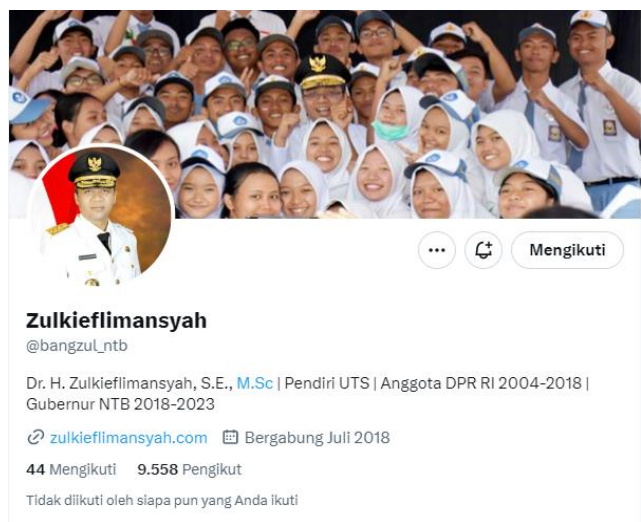 Mengikuti
Zulkieflimansyah
@bangzul_ntb
Dr. H. Zulkieflimansyah, S.E., M.Sc | Pendiri UTS | Anggota DPR RI 2004-2018 |
Gubernur NTB 2018-2023
zulkieflimansyah.com Bergabung Juli 2018
44 Mengikuti 9.558 Pengikut
Tidak diikuti oleh siapa pun yang Anda ikuti